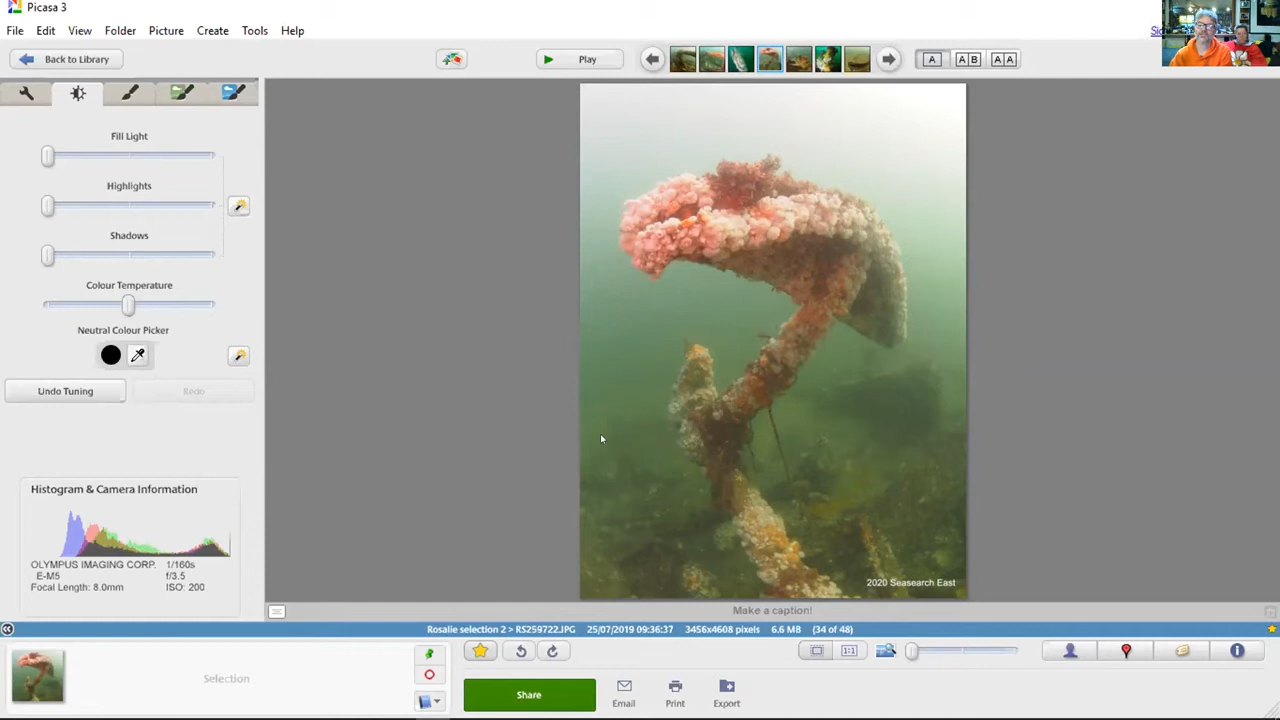 Picasa 3
File Edit View Folder Picture Create Tools Help
Back to Library
Play
A
A B
A A
Fill Light
Highlights
Shadows
Colour Temperature
Neutral Colour Picker
Undo Tuning
Redo
Histogram & Camera Information
OLYMPUS IMAGING CORP. 1/160s
E-M5 f/3.5
Focal Length: 8.0mm ISO: 200
2020 Seasearch East
Make a caption!
Rosalie selection 2 > RS259722.JPG 25/07/2019 09:36:37 3456x4608 pixels 6.6 MB (34 of 48)
1:1
Selection
Share
Email
Print
Export